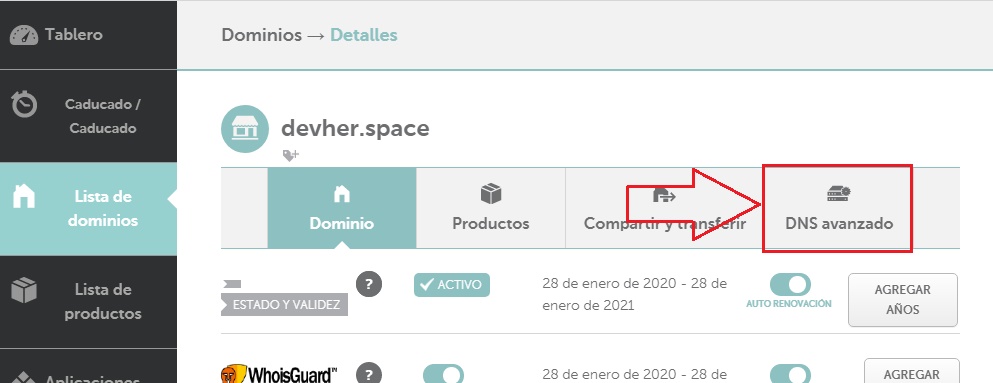 Tablero
Dominios → Detalles
Caducado /
Caducado
Lista de
dominios
Lista de
productos
Aplicaciones
devher.space
Dominio
Productos
Compartir y transferir
DNS avanzado
ESTADO Y VALIDEZ
?
ACTIVO
28 de enero de 2020 - 28 de
enero de 2021
AUTO RENOVACIÓN
AGREGAR
AÑOS
WhoisGuard™
?
28 de enero de 2020 - 28 de
AGREGAR